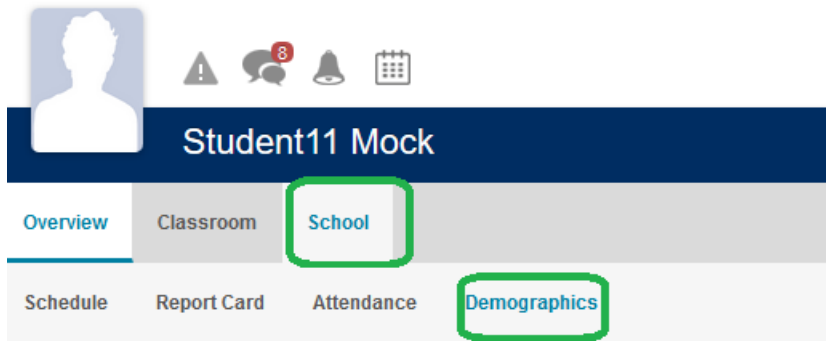 8
Student11 Mock
Overview Classroom School
Schedule Report Card Attendance Demographics